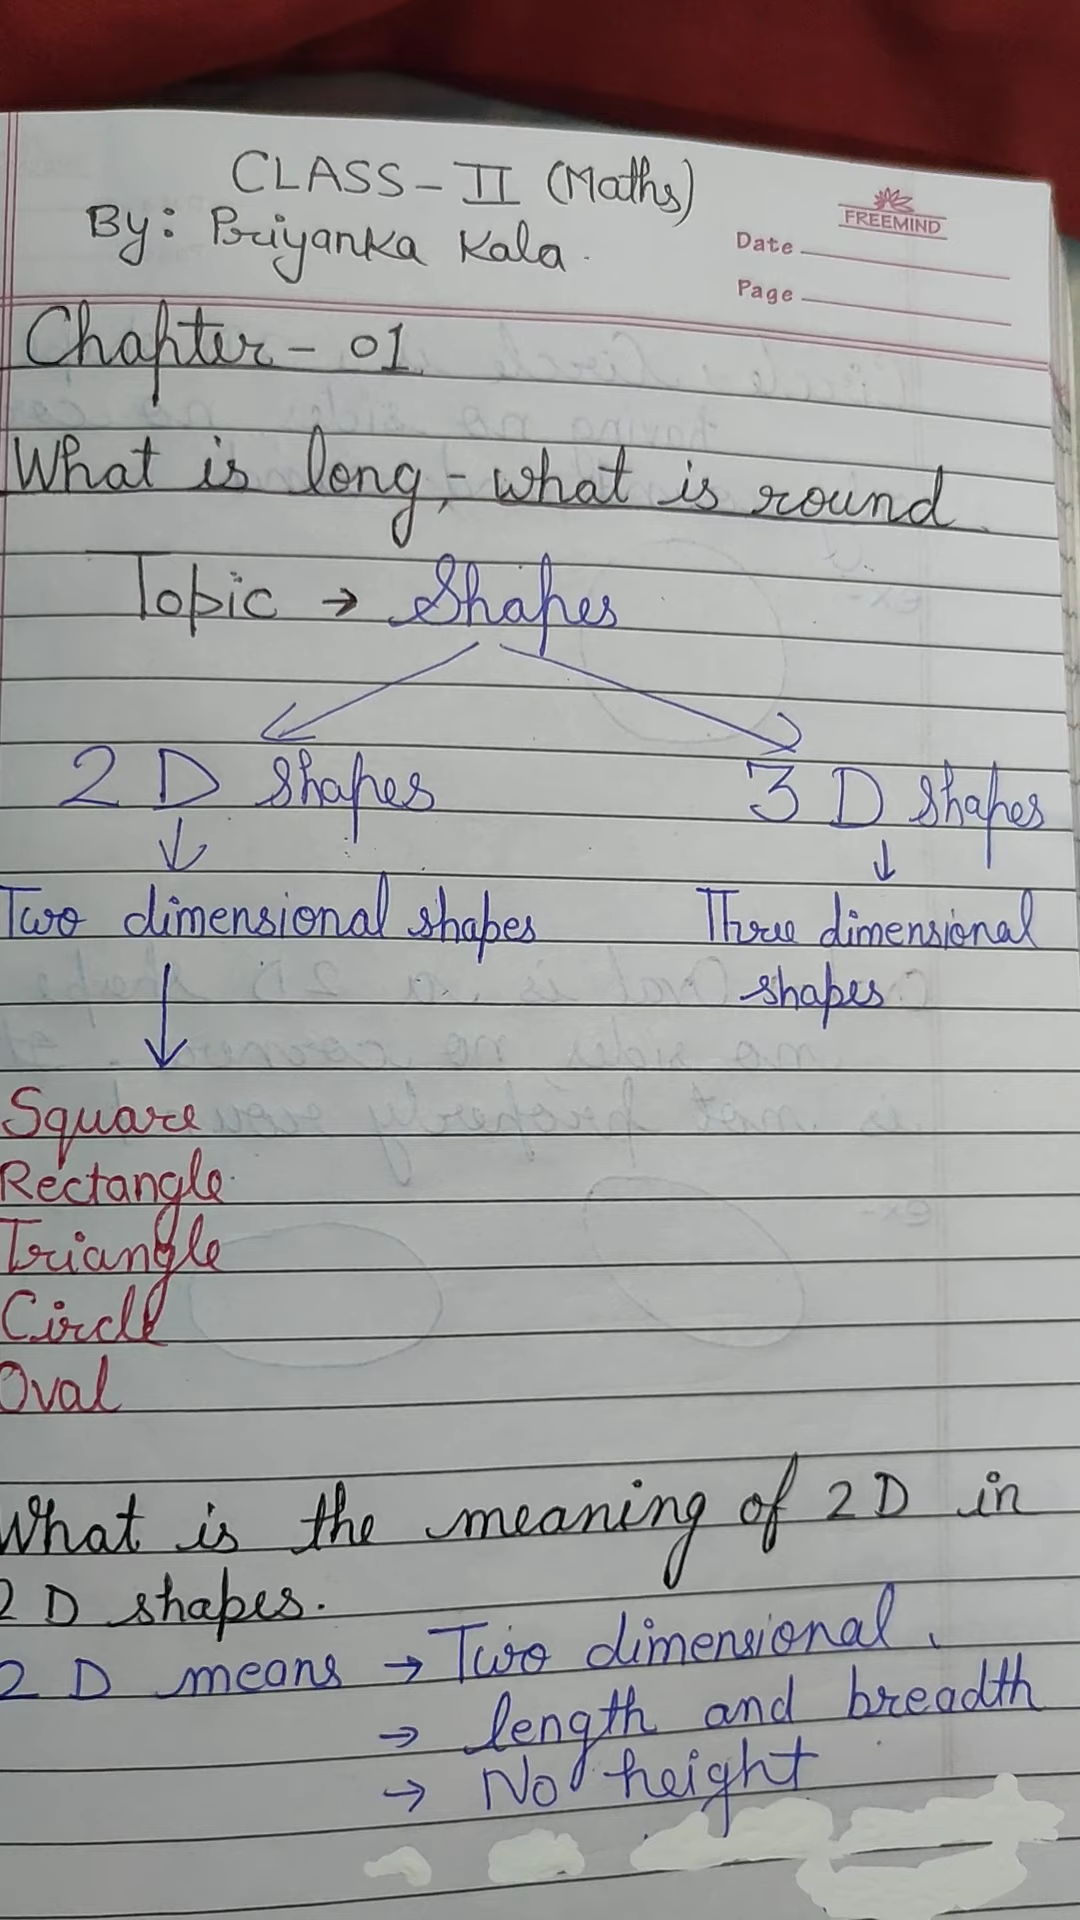 CLASS - II (Maths)
By: Priyanka Kala.
FREEMIND
Date
Page
Chapter - 01
What is long, - what is round.
Topic → Shapes
2 D shapes
3 D shapes
Two dimensional shapes
Three dimensional
shapes
Square
Rectangle
Triangle
Circle
Oval
What is the meaning of 2 D in
2 D shapes.
2 D means → Two dimensional.
→ length and breadth
→ No height